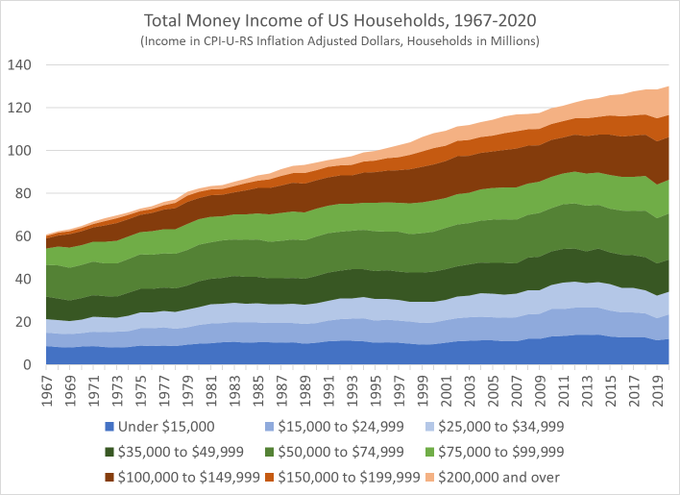 Total Money Income of US Households, 1967-2020
(Income in CPI-U-RS Inflation Adjusted Dollars, Households in Millions)
140
120
100
80
60
40
20
0
1967 1969 1971 1973 1975 1977 1979 1981 1983 1985 1987 1989 1991 1993 1995 1997 1999 2001 2003 2005 2007 2009 2011 2013 2015 2017 2019
Under $15,000 $15,000 to $24,999 $25,000 to $34,999
$35,000 to $49,999 $50,000 to $74,999 $75,000 to $99,999
$100,000 to $149,999 $150,000 to $199,999 $200,000 and over